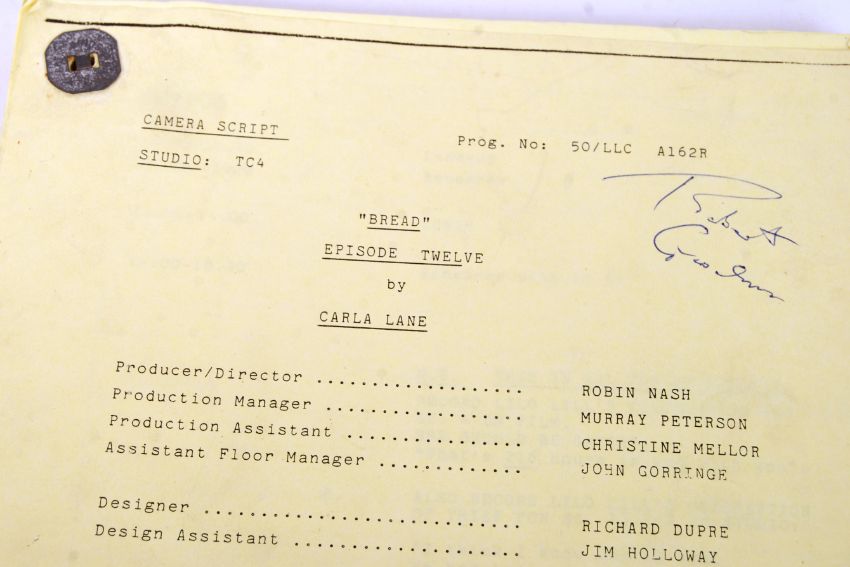 CAMERA SCRIPT
Prog. No: 50/LLC A162R
STUDIO: TC4
Robert
"BREAD"
EPISODE TWELVE
by
CARLA LANE
Producer/Director .................. ROBIN NASH
Production Manager ................. MURRAY PETERSON
Production Assistant ............... CHRISTINE MELLOR
Assistant Floor Manager ............. JOHN GORRINGE
Designer ........................... RICHARD DUPRE
Design Assistant .................... JIM HOLLOWAY